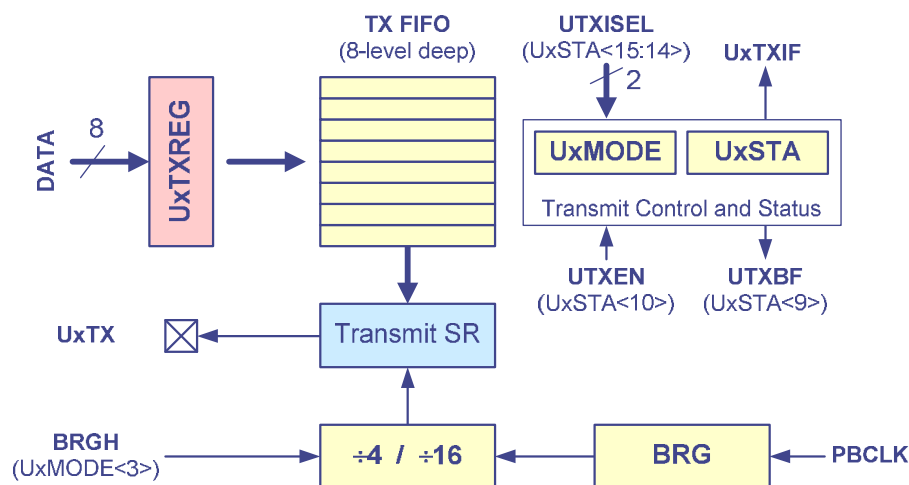 TX FIFO
(8-level deep)
UTXISEL
(UxSTA<15:14>)
UxTXIF
2
DATA
8
UxTXREG
UxMODE
UxSTA
Transmit Control and Status
UTXEN
(UxSTA<10>)
UTXBF
(UxSTA<9>)
UxTX
Transmit SR
BRGH
(UxMODE<3>)
÷4 / ÷16
BRG
PBCLK